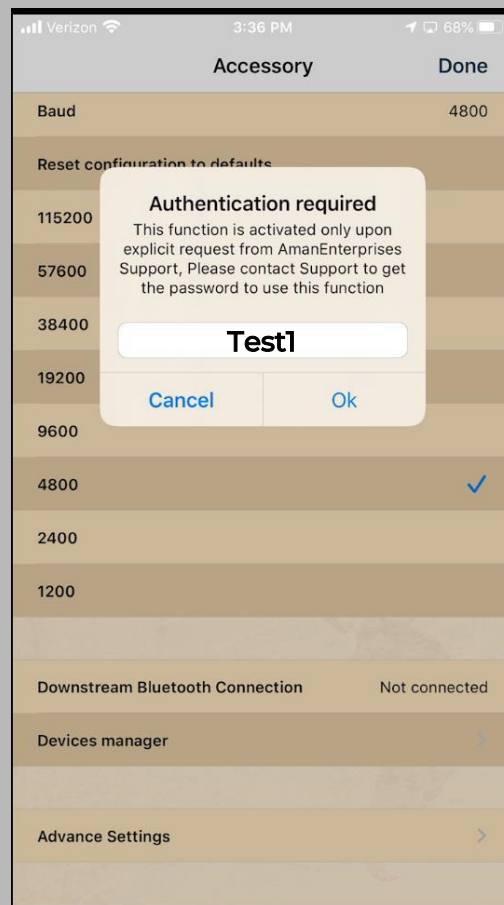 Verizon 3:36 PM 68%
Accessory Done
Baud 4800
Reset configuration to defaults
Authentication required
This function is activated only upon
explicit request from AmanEnterprises
Support, Please contact Support to get
the password to use this function
Test1
Cancel Ok
115200
57600
38400
19200
9600
4800
2400
1200
Downstream Bluetooth Connection Not connected
Devices manager
Advance Settings